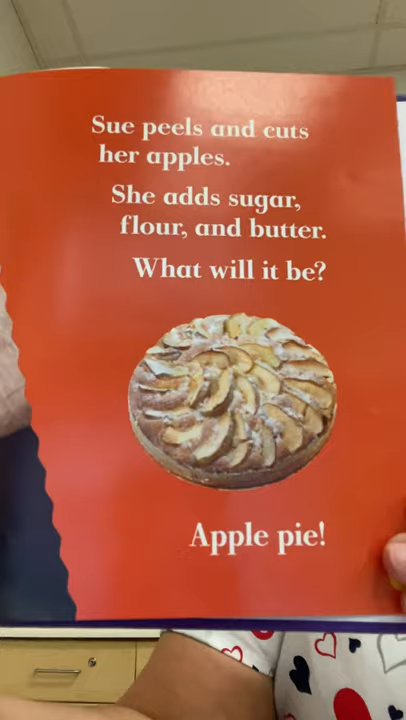 Sue peels and cuts
her apples.
She adds sugar,
flour, and butter.
What will it be?
Apple pie!